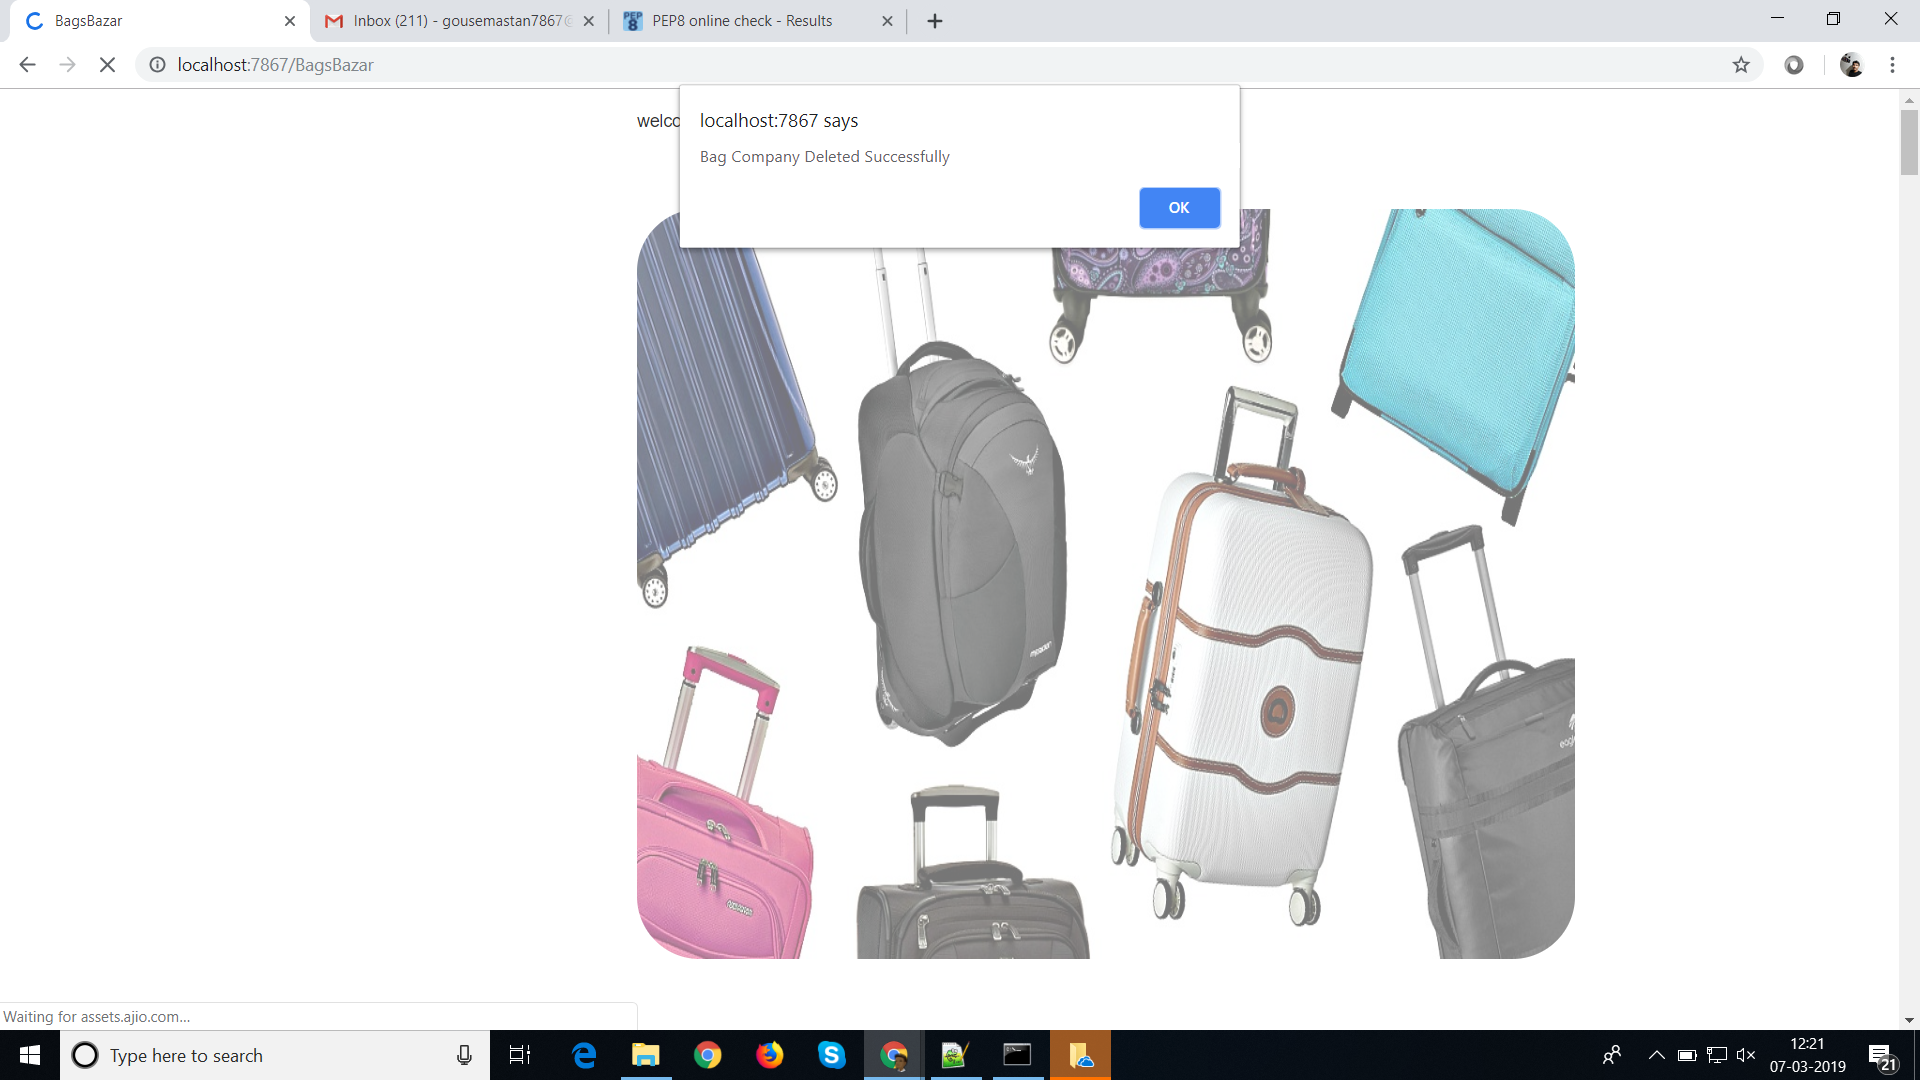 BagsBazar
Inbox (211) - gousemastan7867@
PEP8 online check - Results
localhost:7867/BagsBazar
welco
localhost:7867 says
Bag Company Deleted Successfully
OK
D
Waiting for assets.ajio.com...
Type here to search
12:21
07-03-2019
21